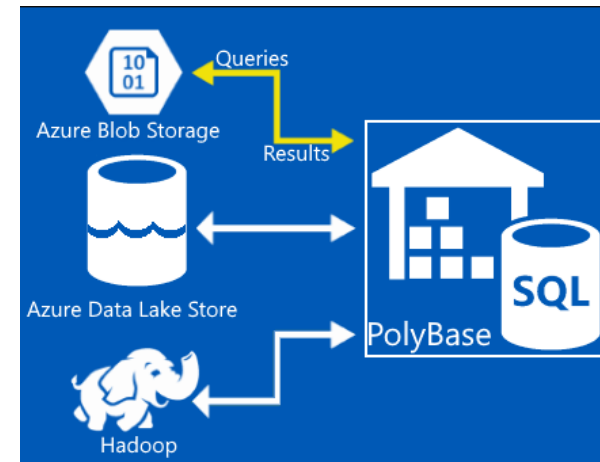 10
01
Queries
Azure Blob Storage
Results
Azure Data Lake Store
SQL
PolyBase
Hadoop